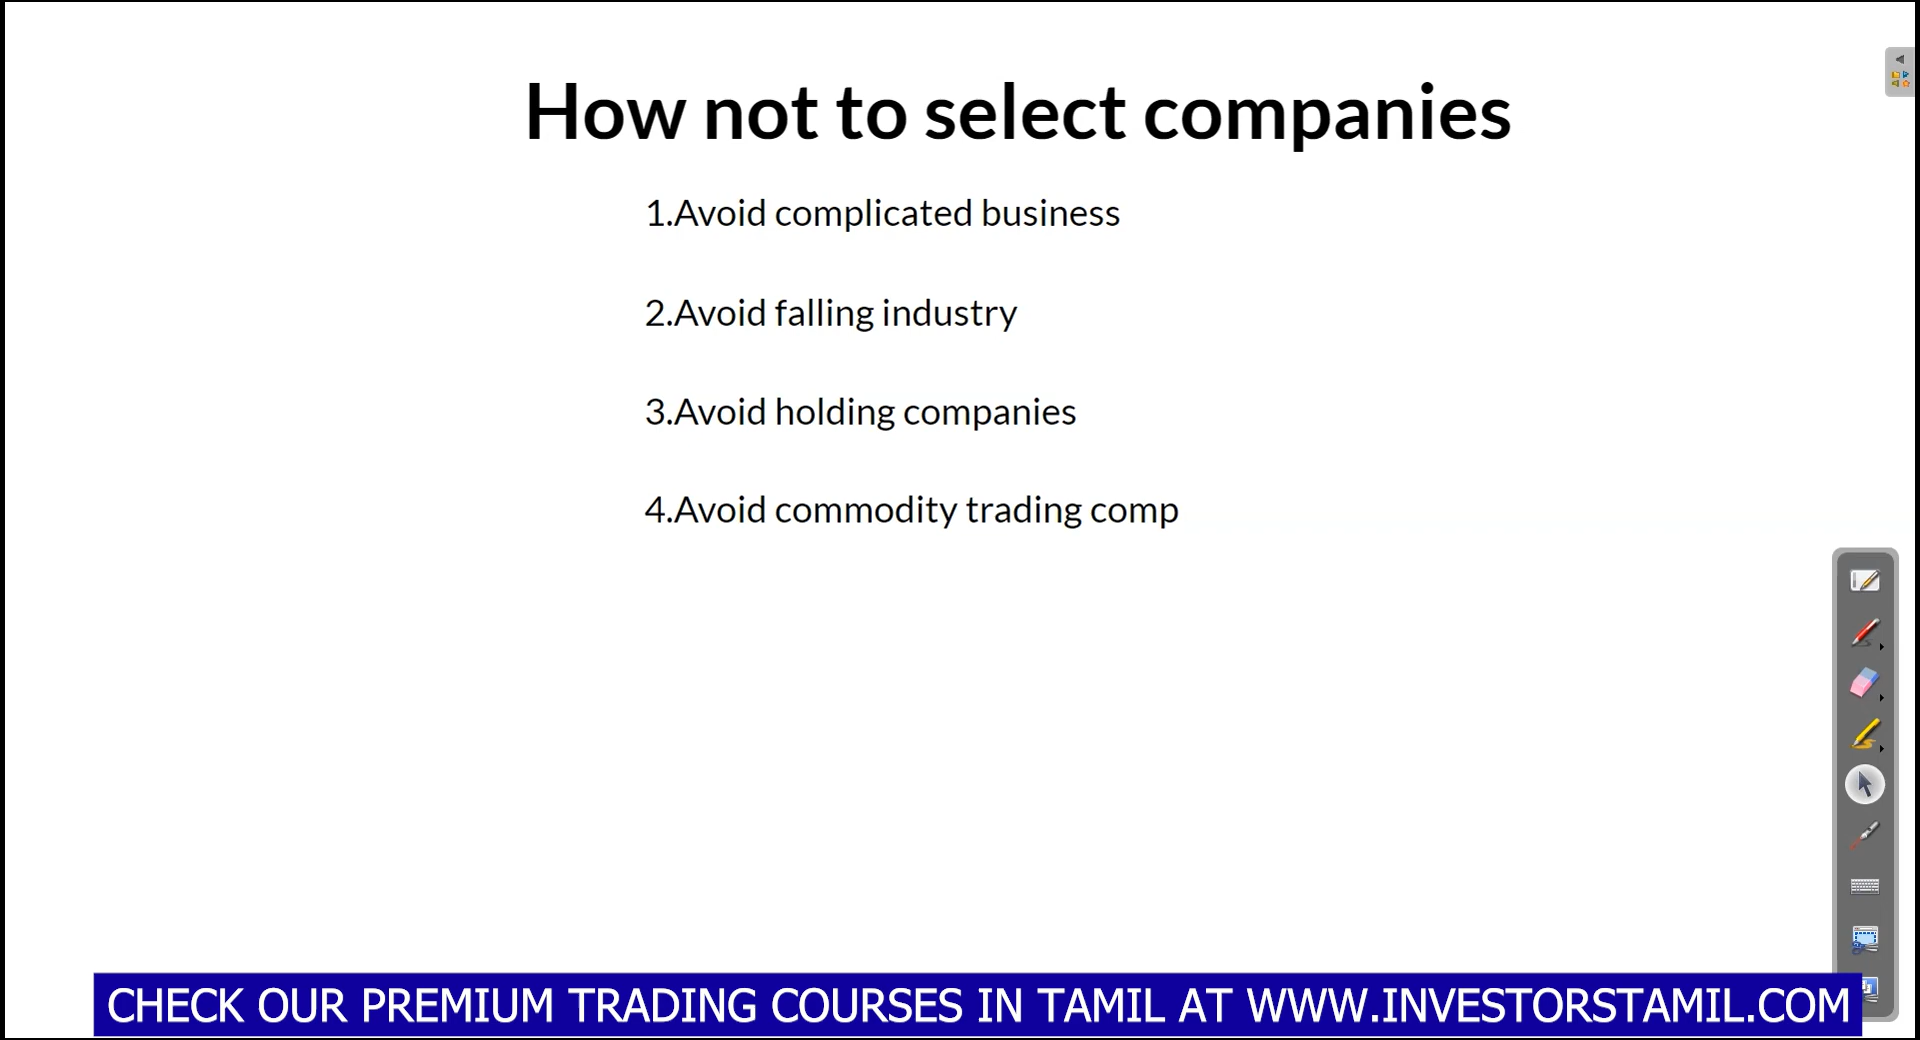 How not to select companies
1.Avoid complicated business
2.Avoid falling industry
3.Avoid holding companies
4.Avoid commodity trading comp
CHECK OUR PREMIUM TRADING COURSES IN TAMIL AT WWW.INVESTORSTAMIL.COM